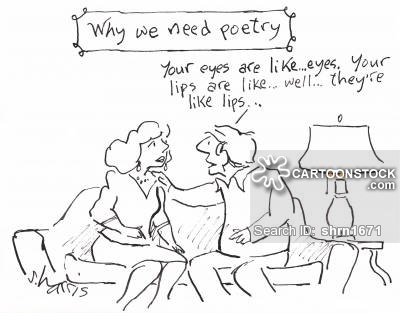 Why we need poetry
Your eyes are like...eyes. Your
lips are like... well... they're
like lips...
CARTOONSTOCK
.com
Search ID: shrn1671
S. Harris